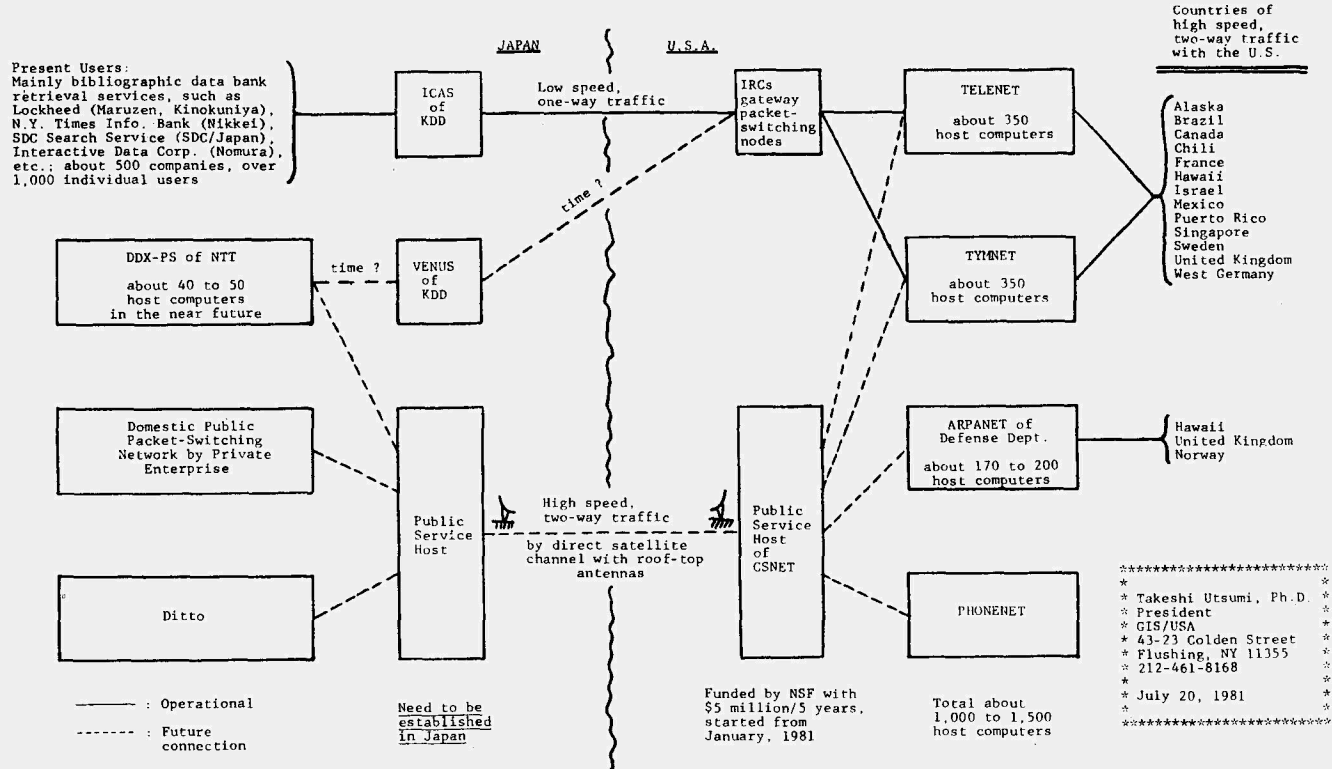 JAPAN
U.S.A.
Countries of
high speed,
two-way traffic
with the U.S.
Present Users:
Mainly bibliographic data bank
retrieval services, such as
Lockheed (Maruzen, Kinokuniya),
N.Y. Times Info. Bank (Nikkei),
SDC Search Service (SDC/Japan),
Interactive Data Corp. (Nomura),
etc.; about 500 companies, over
1,000 individual users
ICAS
of
KDD
Low speed,
one-way traffic
IRCs
gateway
packet-
switching
nodes
TELENET
about 350
host computers
Alaska
Brazil
Canada
Chili
France
Hawaii
Israel
Mexico
Puerto Rico
Singapore
Sweden
United Kingdom
West Germany
time ?
DDX-PS of NTT
about 40 to 50
host computers
in the near future
time ?
VENUS
of
KDD
TYMNET
about 350
host computers
Domestic Public
Packet-Switching
Network by Private
Enterprise
Ditto
Public
Service
Host
High speed,
two-way traffic
by direct satellite
channel with roof-top
antennas
Public
Service
Host
of
CSNET
ARPANET of
Defense Dept.
about 170 to 200
host computers
Hawaii
United Kingdom
Norway
PHONENET
———— : Operational
------ : Future
connection
Need to be
established
in Japan
Funded by NSF with
$5 million/5 years,
started from
January, 1981
Total about
1,000 to 1,500
host computers
************************
* *
* Takeshi Utsumi, Ph.D. *
* President *
* GIS/USA *
* 43-23 Colden Street *
* Flushing, NY 11355 *
* 212-461-8168 *
* *
* July 20, 1981 *
* *
************************